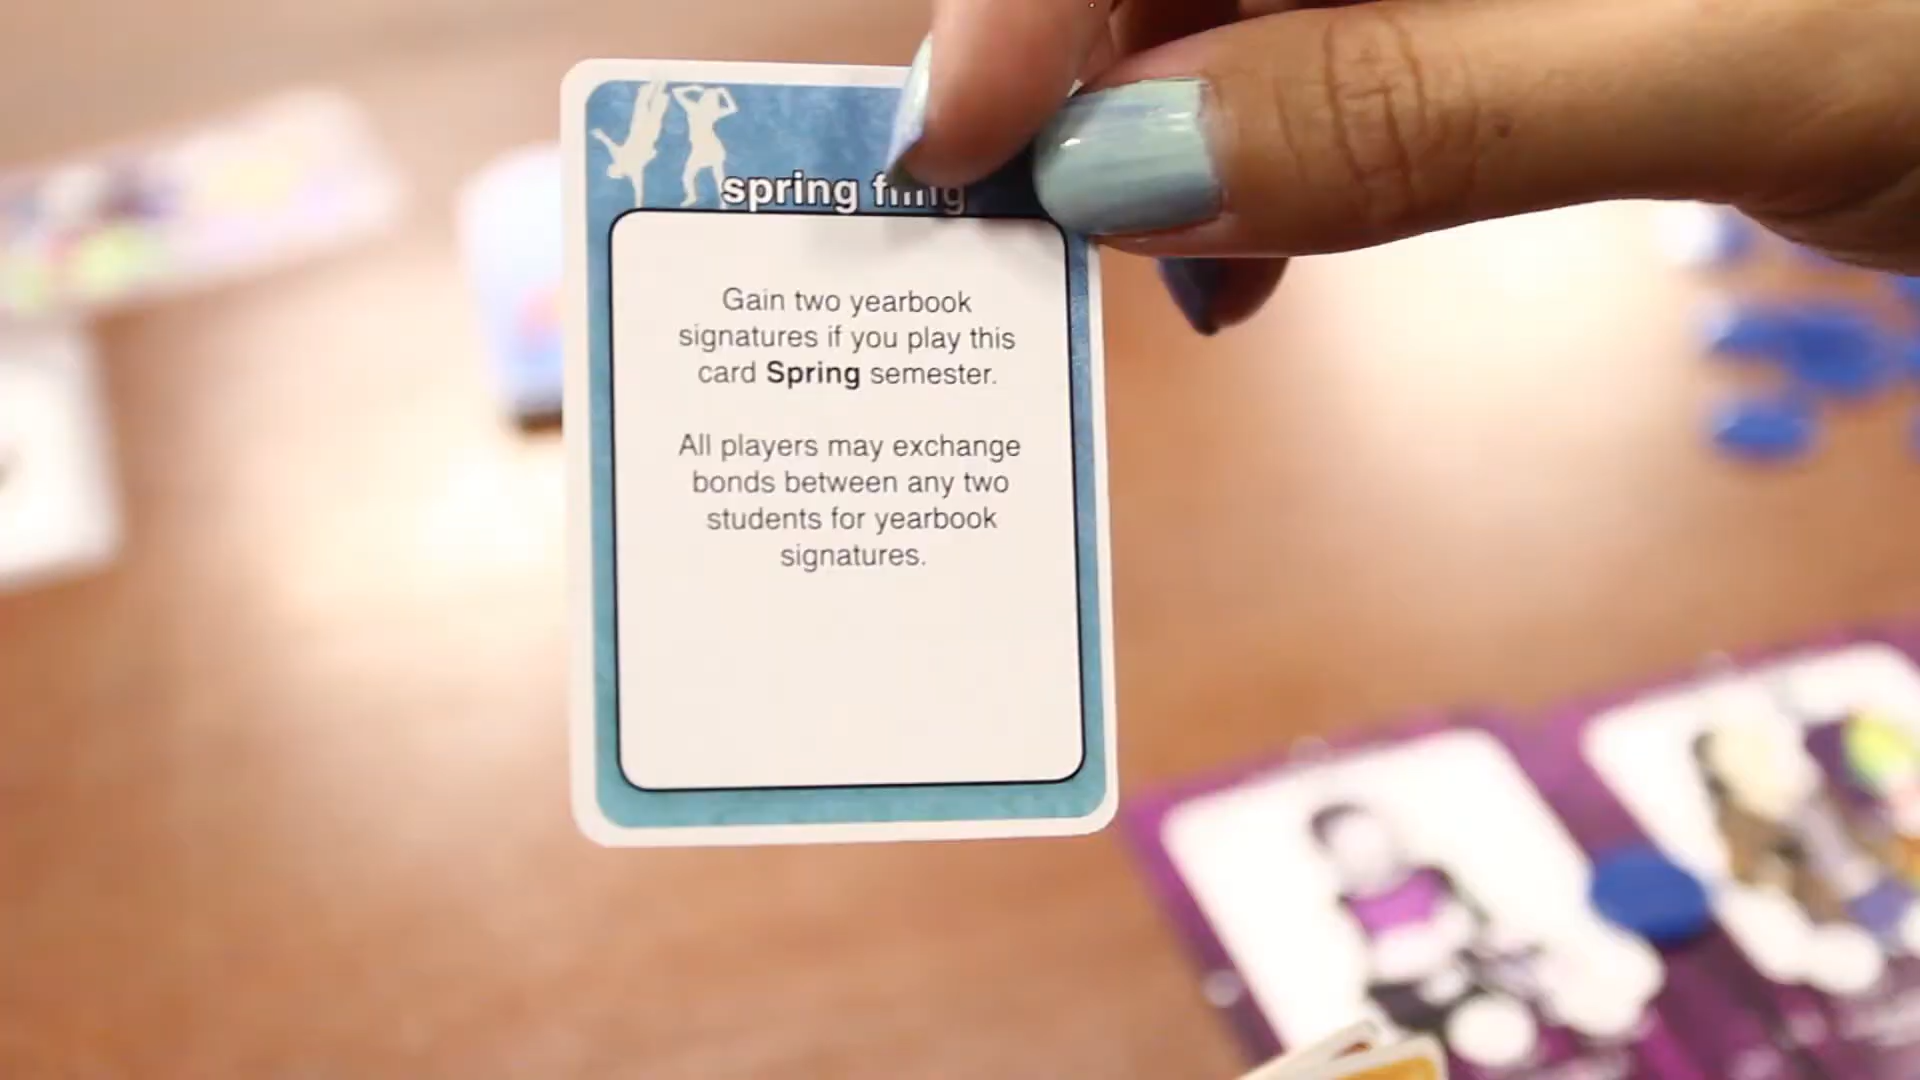 spring fling
Gain two yearbook
signatures if you play this
card Spring semester.
All players may exchange
bonds between any two
students for yearbook
signatures.